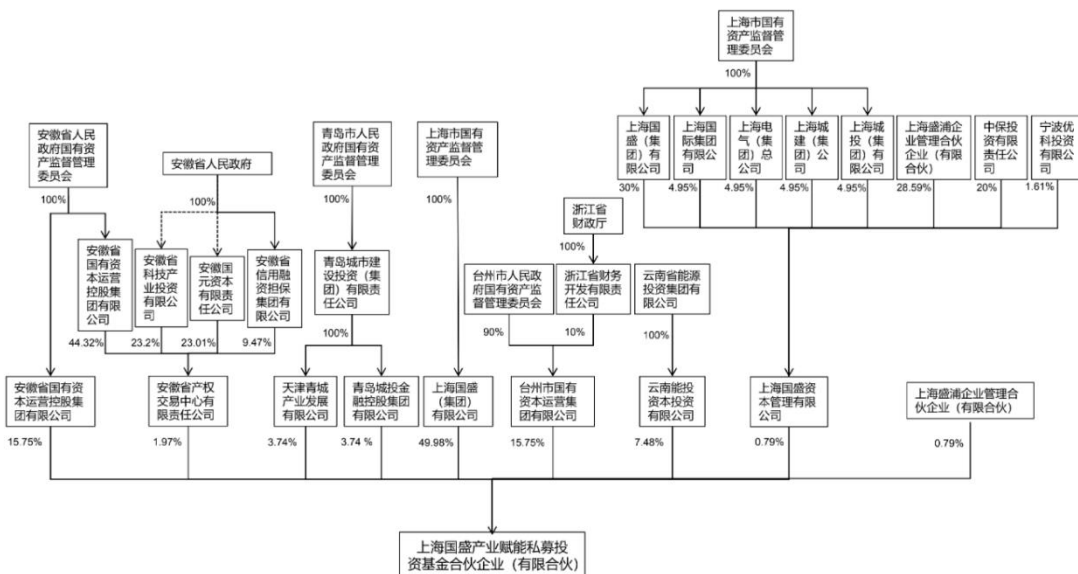 上海市国有
资产监督管
理委员会
100%
安徽省人民
政府国有资
产监督管理
委员会
安徽省人民政府
青岛市人民
政府国有资
产监督管理
委员会
上海市国有
资产监督管
理委员会
上海国
盛（集
团）有
限公司
上海国
际集团
有限公
司
上海电
气（集
团）总
公司
上海城
建（集
团）公
司
上海城
投（集
团）有
限公司
上海盛浦企
业管理合伙
企业（有限
合伙）
中保投
资有限
责任公
司
宁波优
科投资
有限公
司
30%
4.95%
4.95%
4.95%
4.95%
28.59%
20%
1.61%
100%
100%
100%
100%
浙江省
财政厅
100%
安徽省
国有资
本运营
控股集
团有限
公司
安徽省
科技产
业投资
有限公
司
安徽国
元资本
有限责
任公司
安徽省
信用融
资担保
集团有
限公司
青岛城市建
设投资（集
团）有限责
任公司
台州市人民政
府国有资产监
督管理委员会
浙江省财务
开发有限责
任公司
云南省能源
投资集团有
限公司
44.32%
23.2%
23.01%
9.47%
100%
90%
10%
100%
安徽省国有资
本运营控股集
团有限公司
安徽省产权
交易中心有
限责任公司
天津青城
产业发展
有限公司
青岛城投金
融控股集团
有限公司
上海国盛
（集团）有
限公司
台州市国有
资本运营集
团有限公司
云南能投
资本投资
有限公司
上海国盛资
本管理有限
公司
上海盛浦企业管理合
伙企业（有限合伙）
15.75%
1.97%
3.74%
3.74 %
49.98%
15.75%
7.48%
0.79%
0.79%
上海国盛产业赋能私募投
资基金合伙企业（有限合伙）